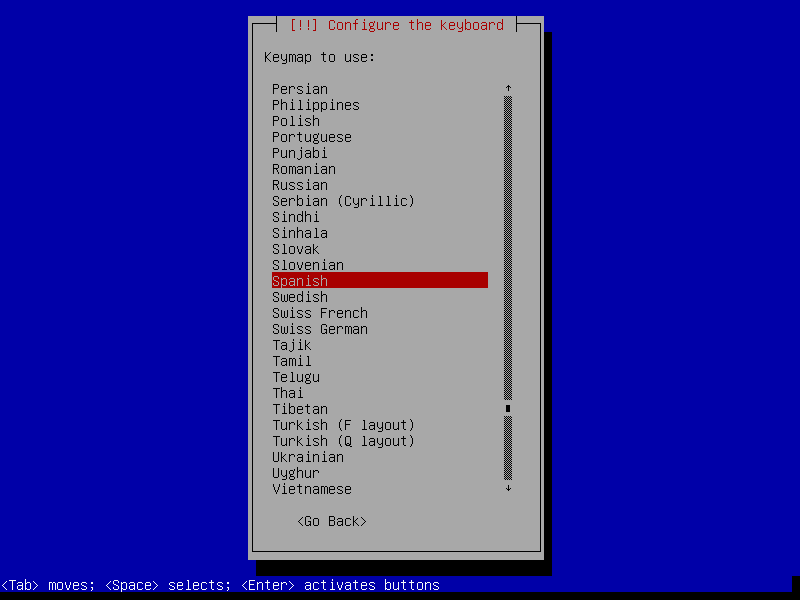 [!!] Configure the keyboard
Keymap to use:
Persian
Philippines
Polish
Portuguese
Punjabi
Romanian
Russian
Serbian (Cyrillic)
Sindhi
Sinhala
Slovak
Slovenian
Spanish
Swedish
Swiss French
Swiss German
Tajik
Tamil
Telugu
Thai
Tibetan
Turkish (F layout)
Turkish (Q layout)
Ukrainian
Uyghur
Vietnamese
<Go Back>
<Tab> moves; <Space> selects; <Enter> activates buttons